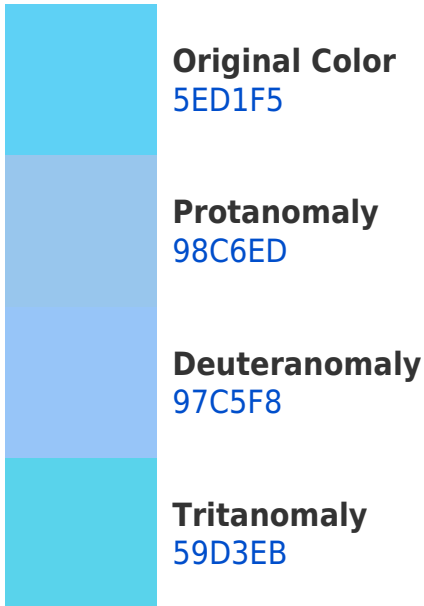 Original Color
5ED1F5
Protanomaly
98C6ED
Deuteranomaly
97C5F8
Tritanomaly
59D3EB